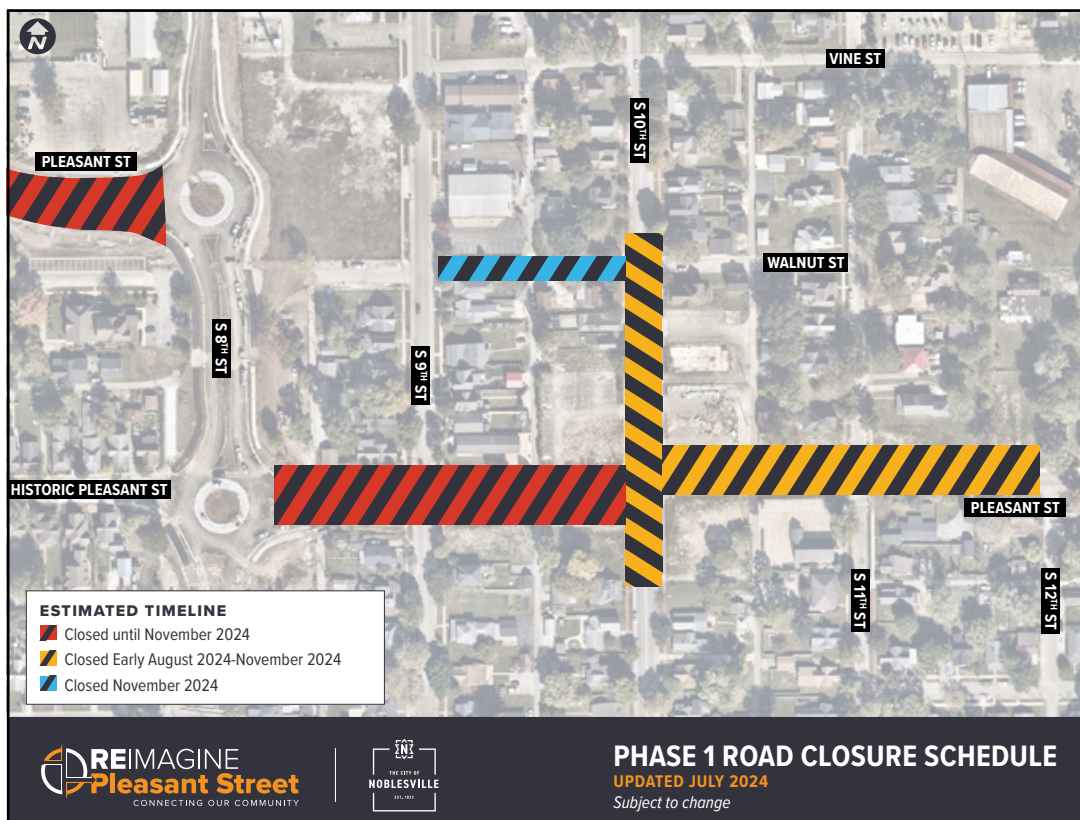 N
VINE ST
S 10TH ST
PLEASANT ST
WALNUT ST
S 8TH ST
S 9TH ST
HISTORIC PLEASANT ST
PLEASANT ST
S 11TH ST
S 12TH ST
ESTIMATED TIMELINE
Closed until November 2024
Closed Early August 2024-November 2024
Closed November 2024
REIMAGINE
Pleasant Street
CONNECTING OUR COMMUNITY
N
THE CITY OF
NOBLESVILLE
EST. 1823
PHASE 1 ROAD CLOSURE SCHEDULE
UPDATED JULY 2024
Subject to change